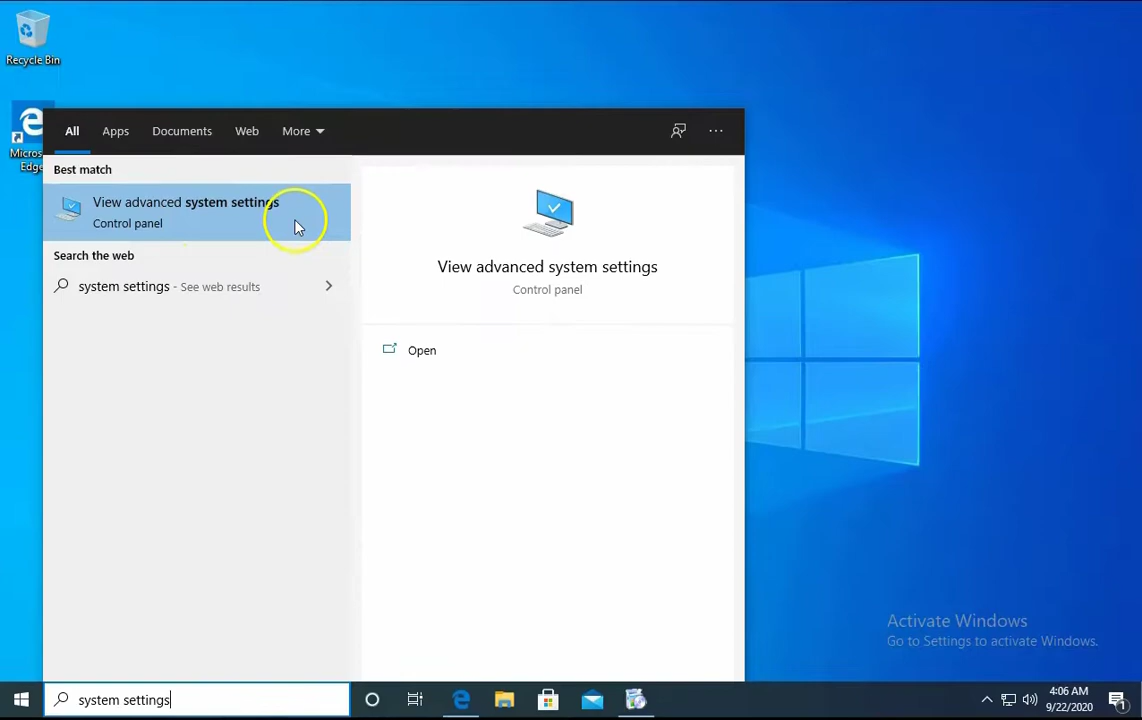 Recycle Bin
Micros
Edge
All
Apps
Documents
Web
More
Best match
View advanced system settings
Control panel
Search the web
system settings - See web results
View advanced system settings
Control panel
Open
Activate Windows
Go to Settings to activate Windows.
system settings
4:06 AM
9/22/2020
1